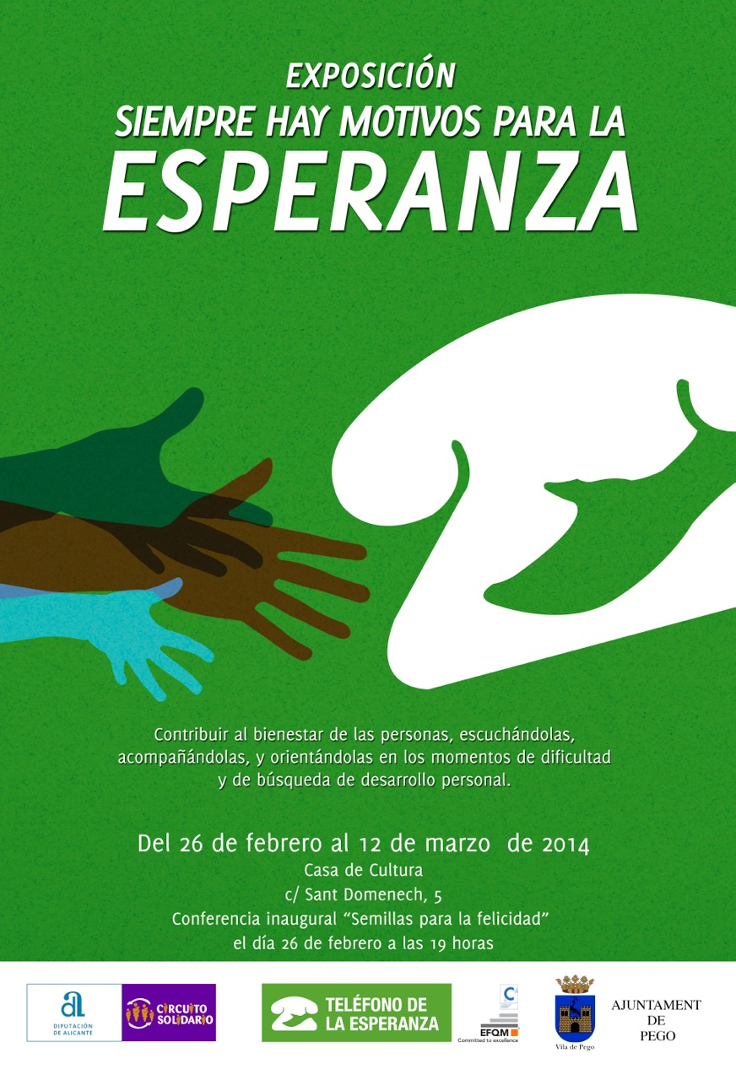 EXPOSICIÓN
SIEMPRE HAY MOTIVOS PARA LA
ESPERANZA
Contribuir al bienestar de las personas, escuchándolas,
acompañándolas, y orientándolas en los momentos de dificultad
y de búsqueda de desarrollo personal.
Del 26 de febrero al 12 de marzo de 2014
Casa de Cultura
c/ Sant Domenech, 5
Conferencia inaugural “Semillas para la felicidad”
el día 26 de febrero a las 19 horas
DIPUTACIÓN
DE ALICANTE
CIRCUITO
SOLIDARIO
TELÉFONO DE
LA ESPERANZA
C
EFQM
Committed to excellence
Vila de Pego
AJUNTAMENT
DE
PEGO